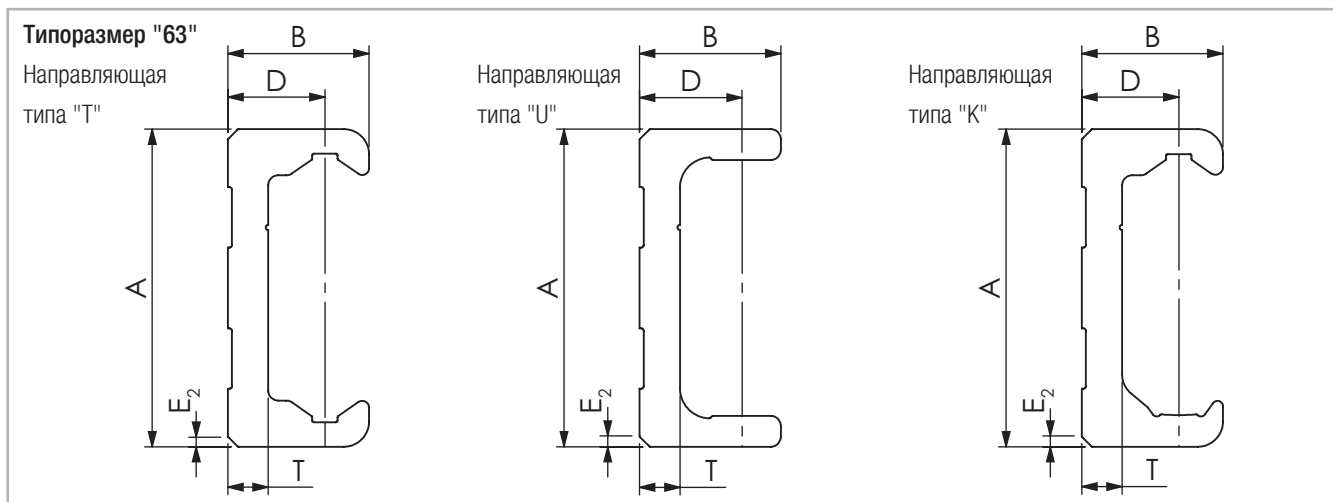 Типоразмер "63"
Направляющая
типа "T"
B
D
A
E2
T
Направляющая
типа "U"
B
D
A
E2
T
Направляющая
типа "K"
B
D
A
E2
T